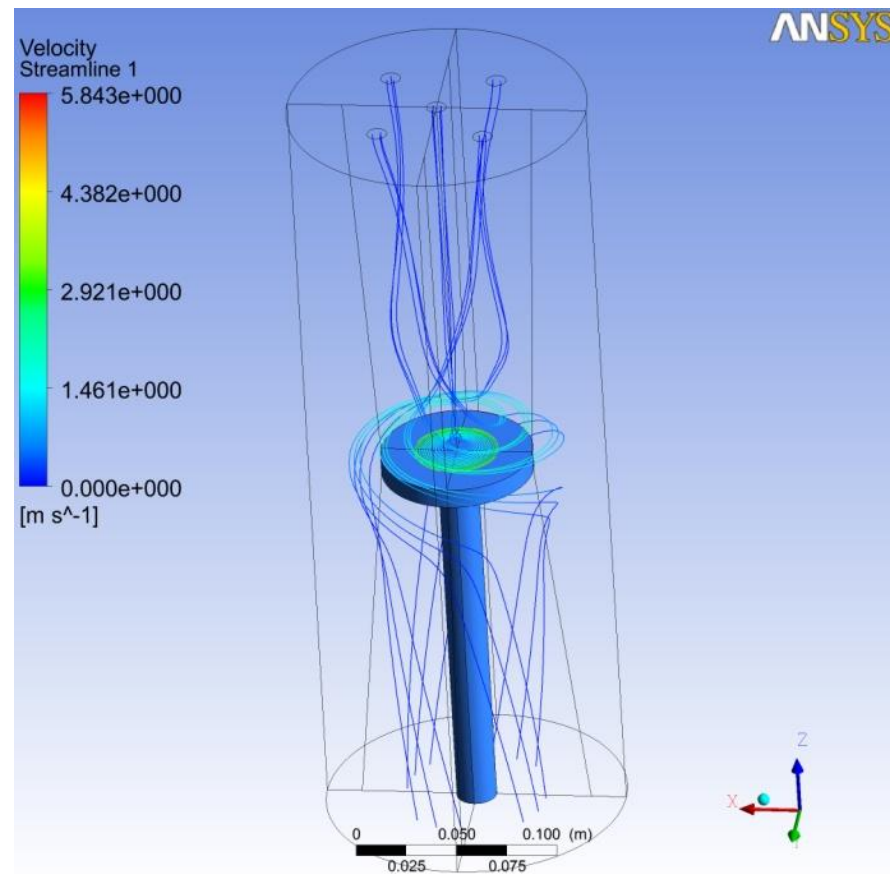 ANSYS
Velocity
Streamline 1
5.843e+000
4.382e+000
2.921e+000
1.461e+000
0.000e+000
[m s^-1]
Z
X
0 0.050 0.100 (m)
0.025 0.075